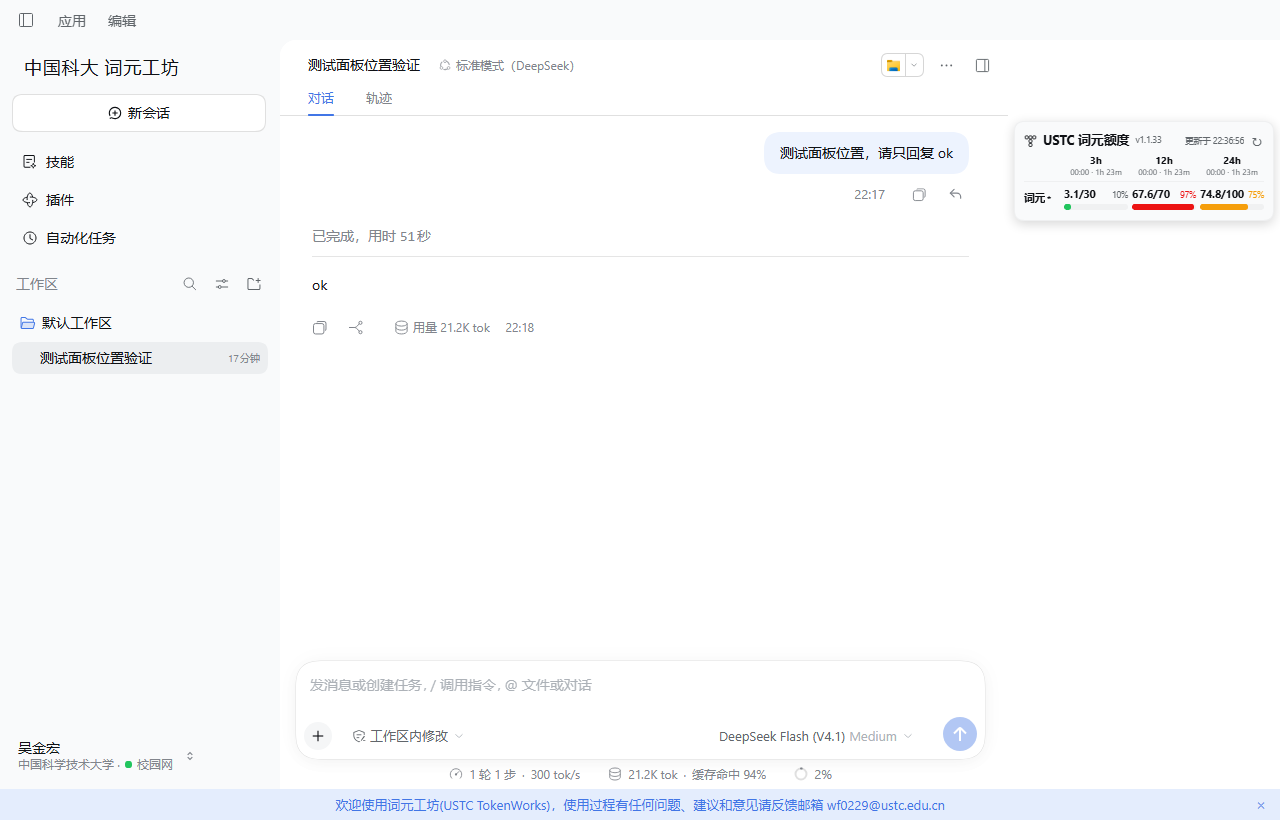 应用 编辑
中国科大 词元工坊
新会话
技能
插件
自动化任务
工作区
默认工作区
测试面板位置验证 17分钟
吴金宏
中国科学技术大学 · 校园网
测试面板位置验证 标准模式（DeepSeek）
对话 轨迹
测试面板位置，请只回复 ok
22:17
已完成，用时 51秒
ok
用量 21.2K tok 22:18
USTC 词元额度 v1.1.33 更新于 22:36:56
3h 12h 24h
00:00 · 1h 23m 00:00 · 1h 23m 00:00 · 1h 23m
词元 3.1/30 10% 67.6/70 97% 74.8/100 75%
发消息或创建任务, / 调用指令, @ 文件或对话
工作区内修改 DeepSeek Flash (V4.1) Medium
1 轮 1 步 · 300 tok/s 21.2K tok · 缓存命中 94% 2%
欢迎使用词元工坊(USTC TokenWorks)，使用过程有任何问题、建议和意见请反馈邮箱 wf0229@ustc.edu.cn